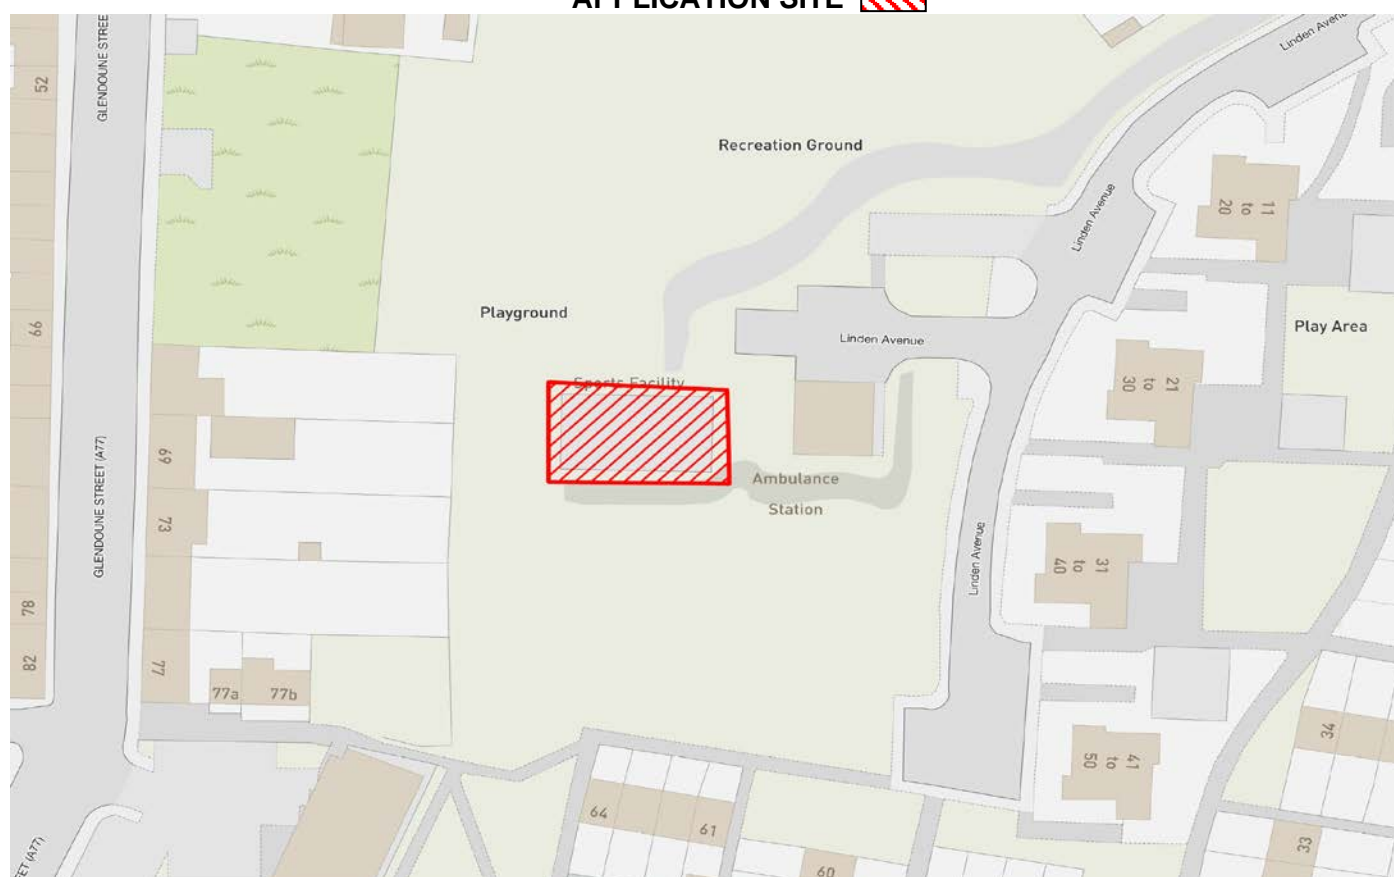 APPLICATION SITE
Linden Avenue
GLENDOUNE STREET
52
Recreation Ground
11
to
20
Linden Avenue
Playground
66
Linden Avenue
Play Area
Sports Facility
21
to
30
69
GLENDOUNE STREET (A77)
Ambulance
Station
73
Linden Avenue
31
to
40
78
82
77
77a
77b
34
41
to
50
64
61
33
60
ET (A77)